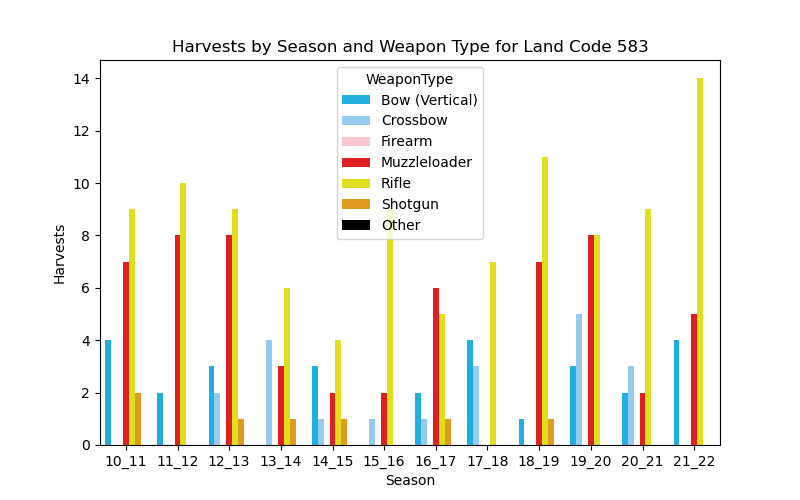 Harvests by Season and Weapon Type for Land Code 583
WeaponType
Bow (Vertical)
Crossbow
Firearm
Muzzleloader
Rifle
Shotgun
Other
Harvests
14
12
10
8
6
4
2
0
10_11 11_12 12_13 13_14 14_15 15_16 16_17 17_18 18_19 19_20 20_21 21_22
Season